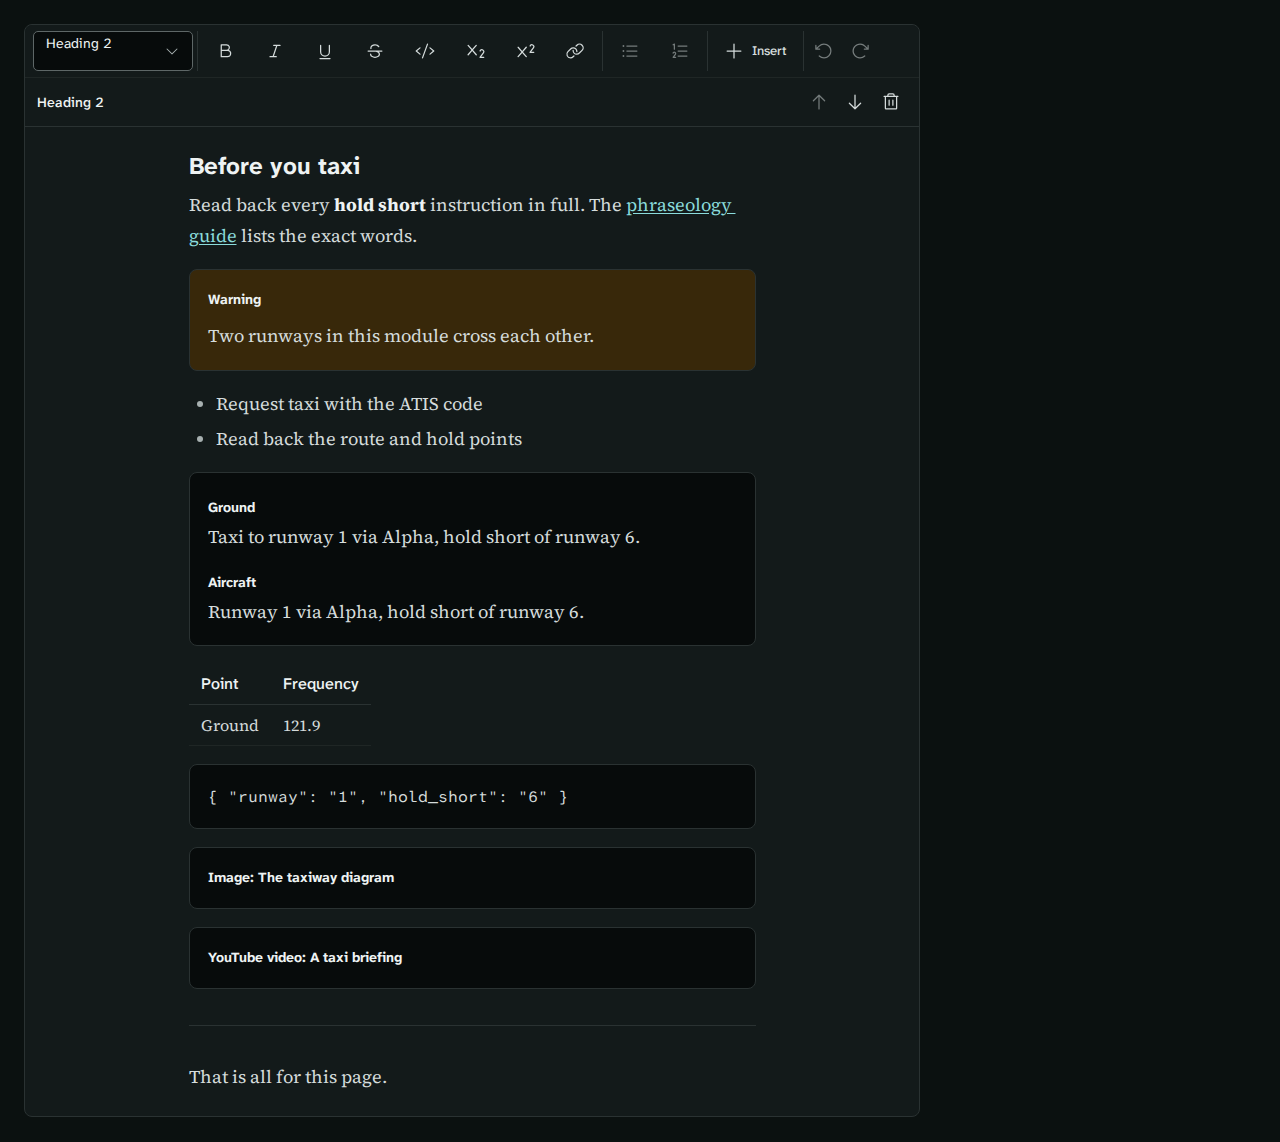 Heading 2
B I U S </> X2 X2
Insert
Heading 2
Before you taxi
Read back every hold short instruction in full. The phraseology
guide lists the exact words.
Warning
Two runways in this module cross each other.
• Request taxi with the ATIS code
• Read back the route and hold points
Ground
Taxi to runway 1 via Alpha, hold short of runway 6.
Aircraft
Runway 1 via Alpha, hold short of runway 6.
Point Frequency
Ground 121.9
{ "runway": "1", "hold_short": "6" }
Image: The taxiway diagram
YouTube video: A taxi briefing
That is all for this page.